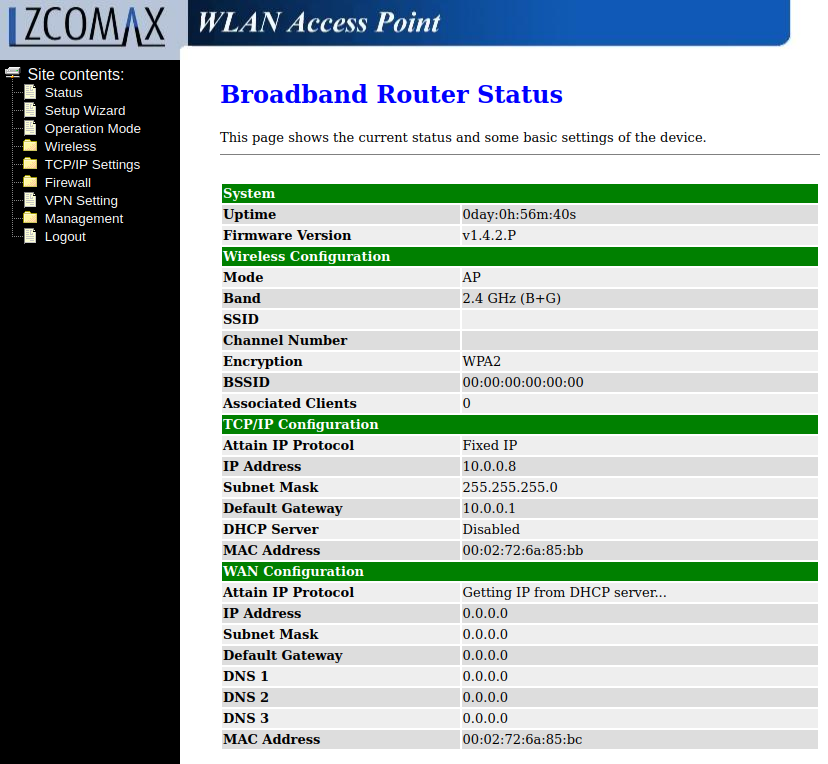 ZCOMAX
WLAN Access Point
Site contents:
Status
Setup Wizard
Operation Mode
Wireless
TCP/IP Settings
Firewall
VPN Setting
Management
Logout
Broadband Router Status
This page shows the current status and some basic settings of the device.
System
Uptime 0day:0h:56m:40s
Firmware Version v1.4.2.P
Wireless Configuration
Mode AP
Band 2.4 GHz (B+G)
SSID
Channel Number
Encryption WPA2
BSSID 00:00:00:00:00:00
Associated Clients 0
TCP/IP Configuration
Attain IP Protocol Fixed IP
IP Address 10.0.0.8
Subnet Mask 255.255.255.0
Default Gateway 10.0.0.1
DHCP Server Disabled
MAC Address 00:02:72:6a:85:bb
WAN Configuration
Attain IP Protocol Getting IP from DHCP server...
IP Address 0.0.0.0
Subnet Mask 0.0.0.0
Default Gateway 0.0.0.0
DNS 1 0.0.0.0
DNS 2 0.0.0.0
DNS 3 0.0.0.0
MAC Address 00:02:72:6a:85:bc